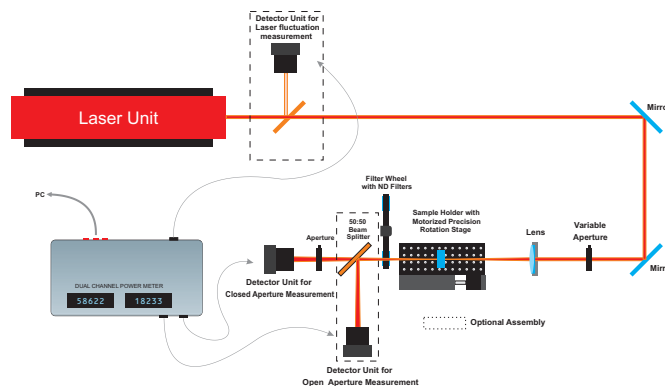 Detector Unit for
Laser fluctuation
measurement
Laser Unit
Mirro
PC
Filter Wheel
with ND Filters
50:50
Beam
Splitter
Sample Holder with
Motorized Precision
Rotation Stage
Aperture
Lens
Variable
Aperture
Mirro
DUAL CHANNEL POWER METER
58622
18233
Detector Unit for
Closed Aperture Measurement
Optional Assembly
Detector Unit for
Open Aperture Measurement